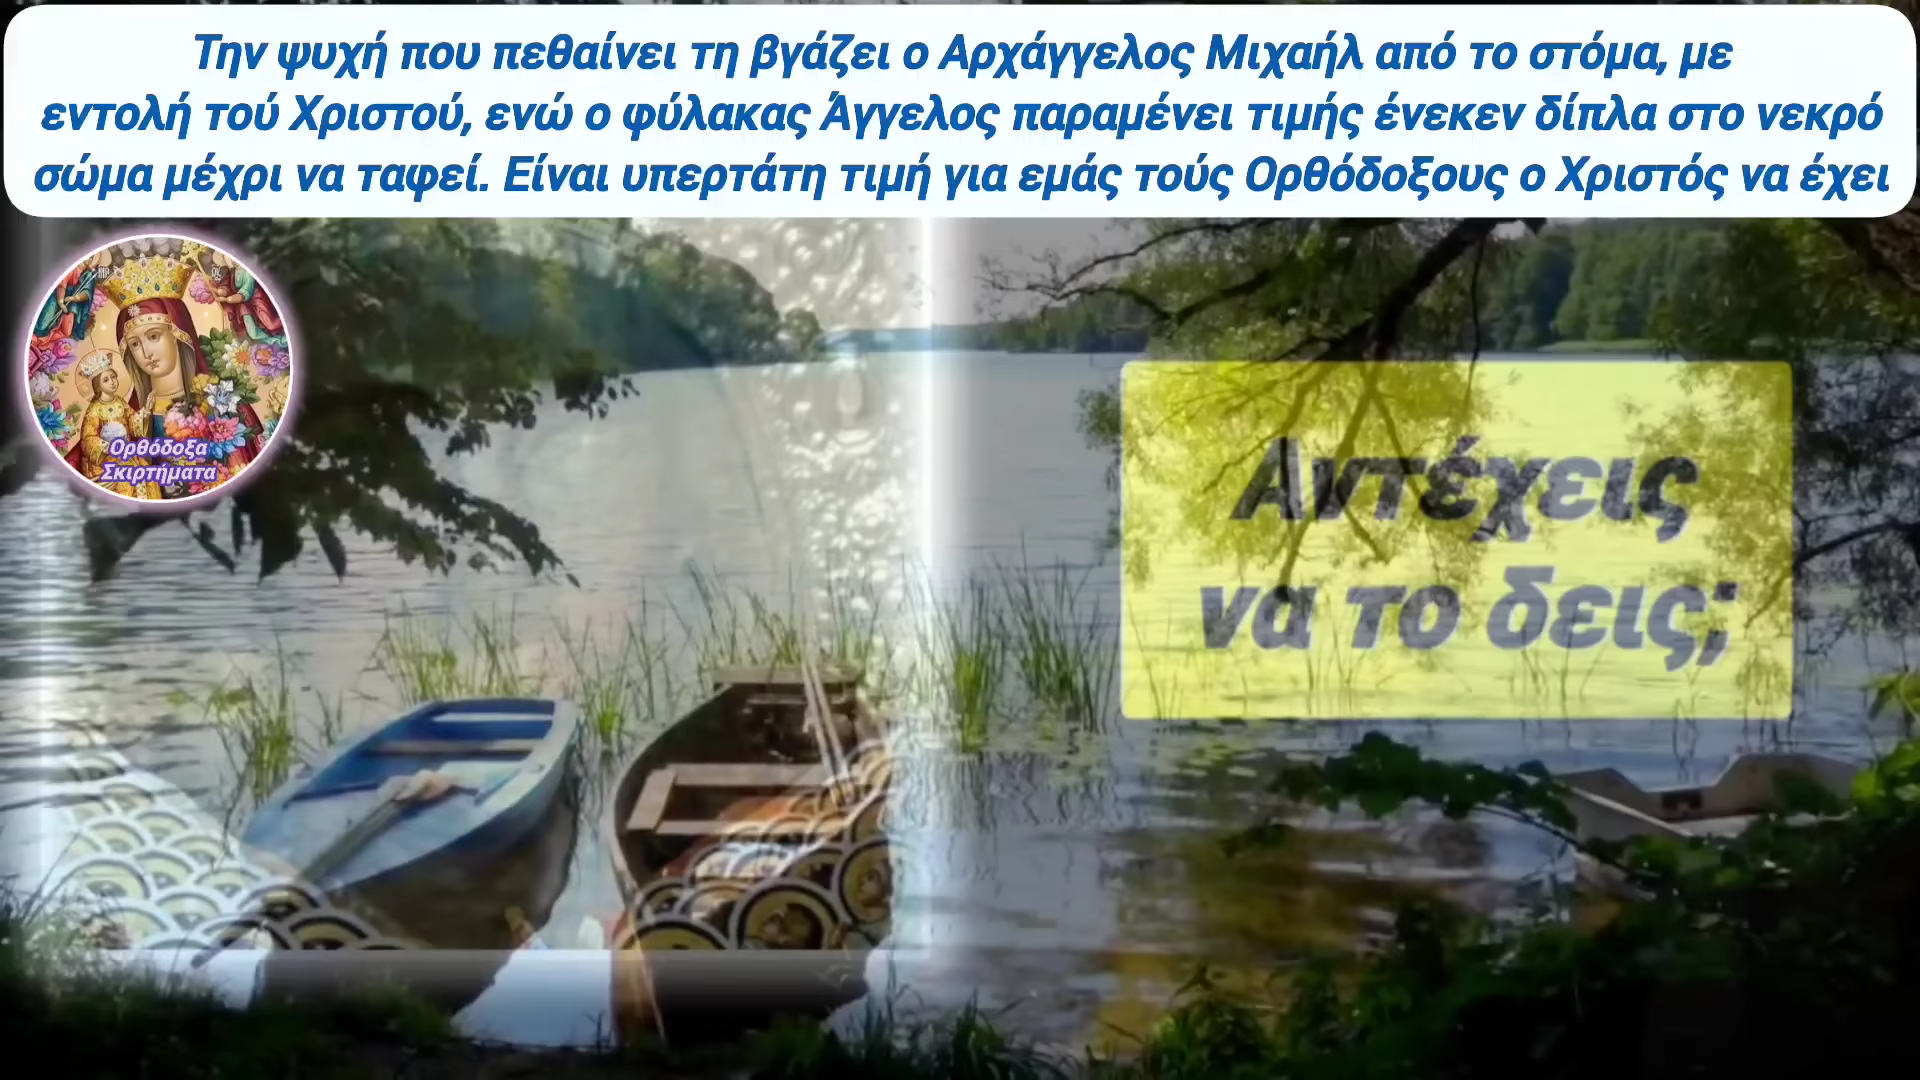 Την ψυχή που πεθαίνει τη βγάζει ο Αρχάγγελος Μιχαήλ από το στόμα, με
εντολή τού Χριστού, ενώ ο φύλακας Άγγελος παραμένει τιμής ένεκεν δίπλα στο νεκρό
σώμα μέχρι να ταφεί. Είναι υπερτάτη τιμή για εμάς τούς Ορθόδοξους ο Χριστός να έχει
Ορθόδοξα
Σκιρτήματα
Αντέχεις
να το δεις;